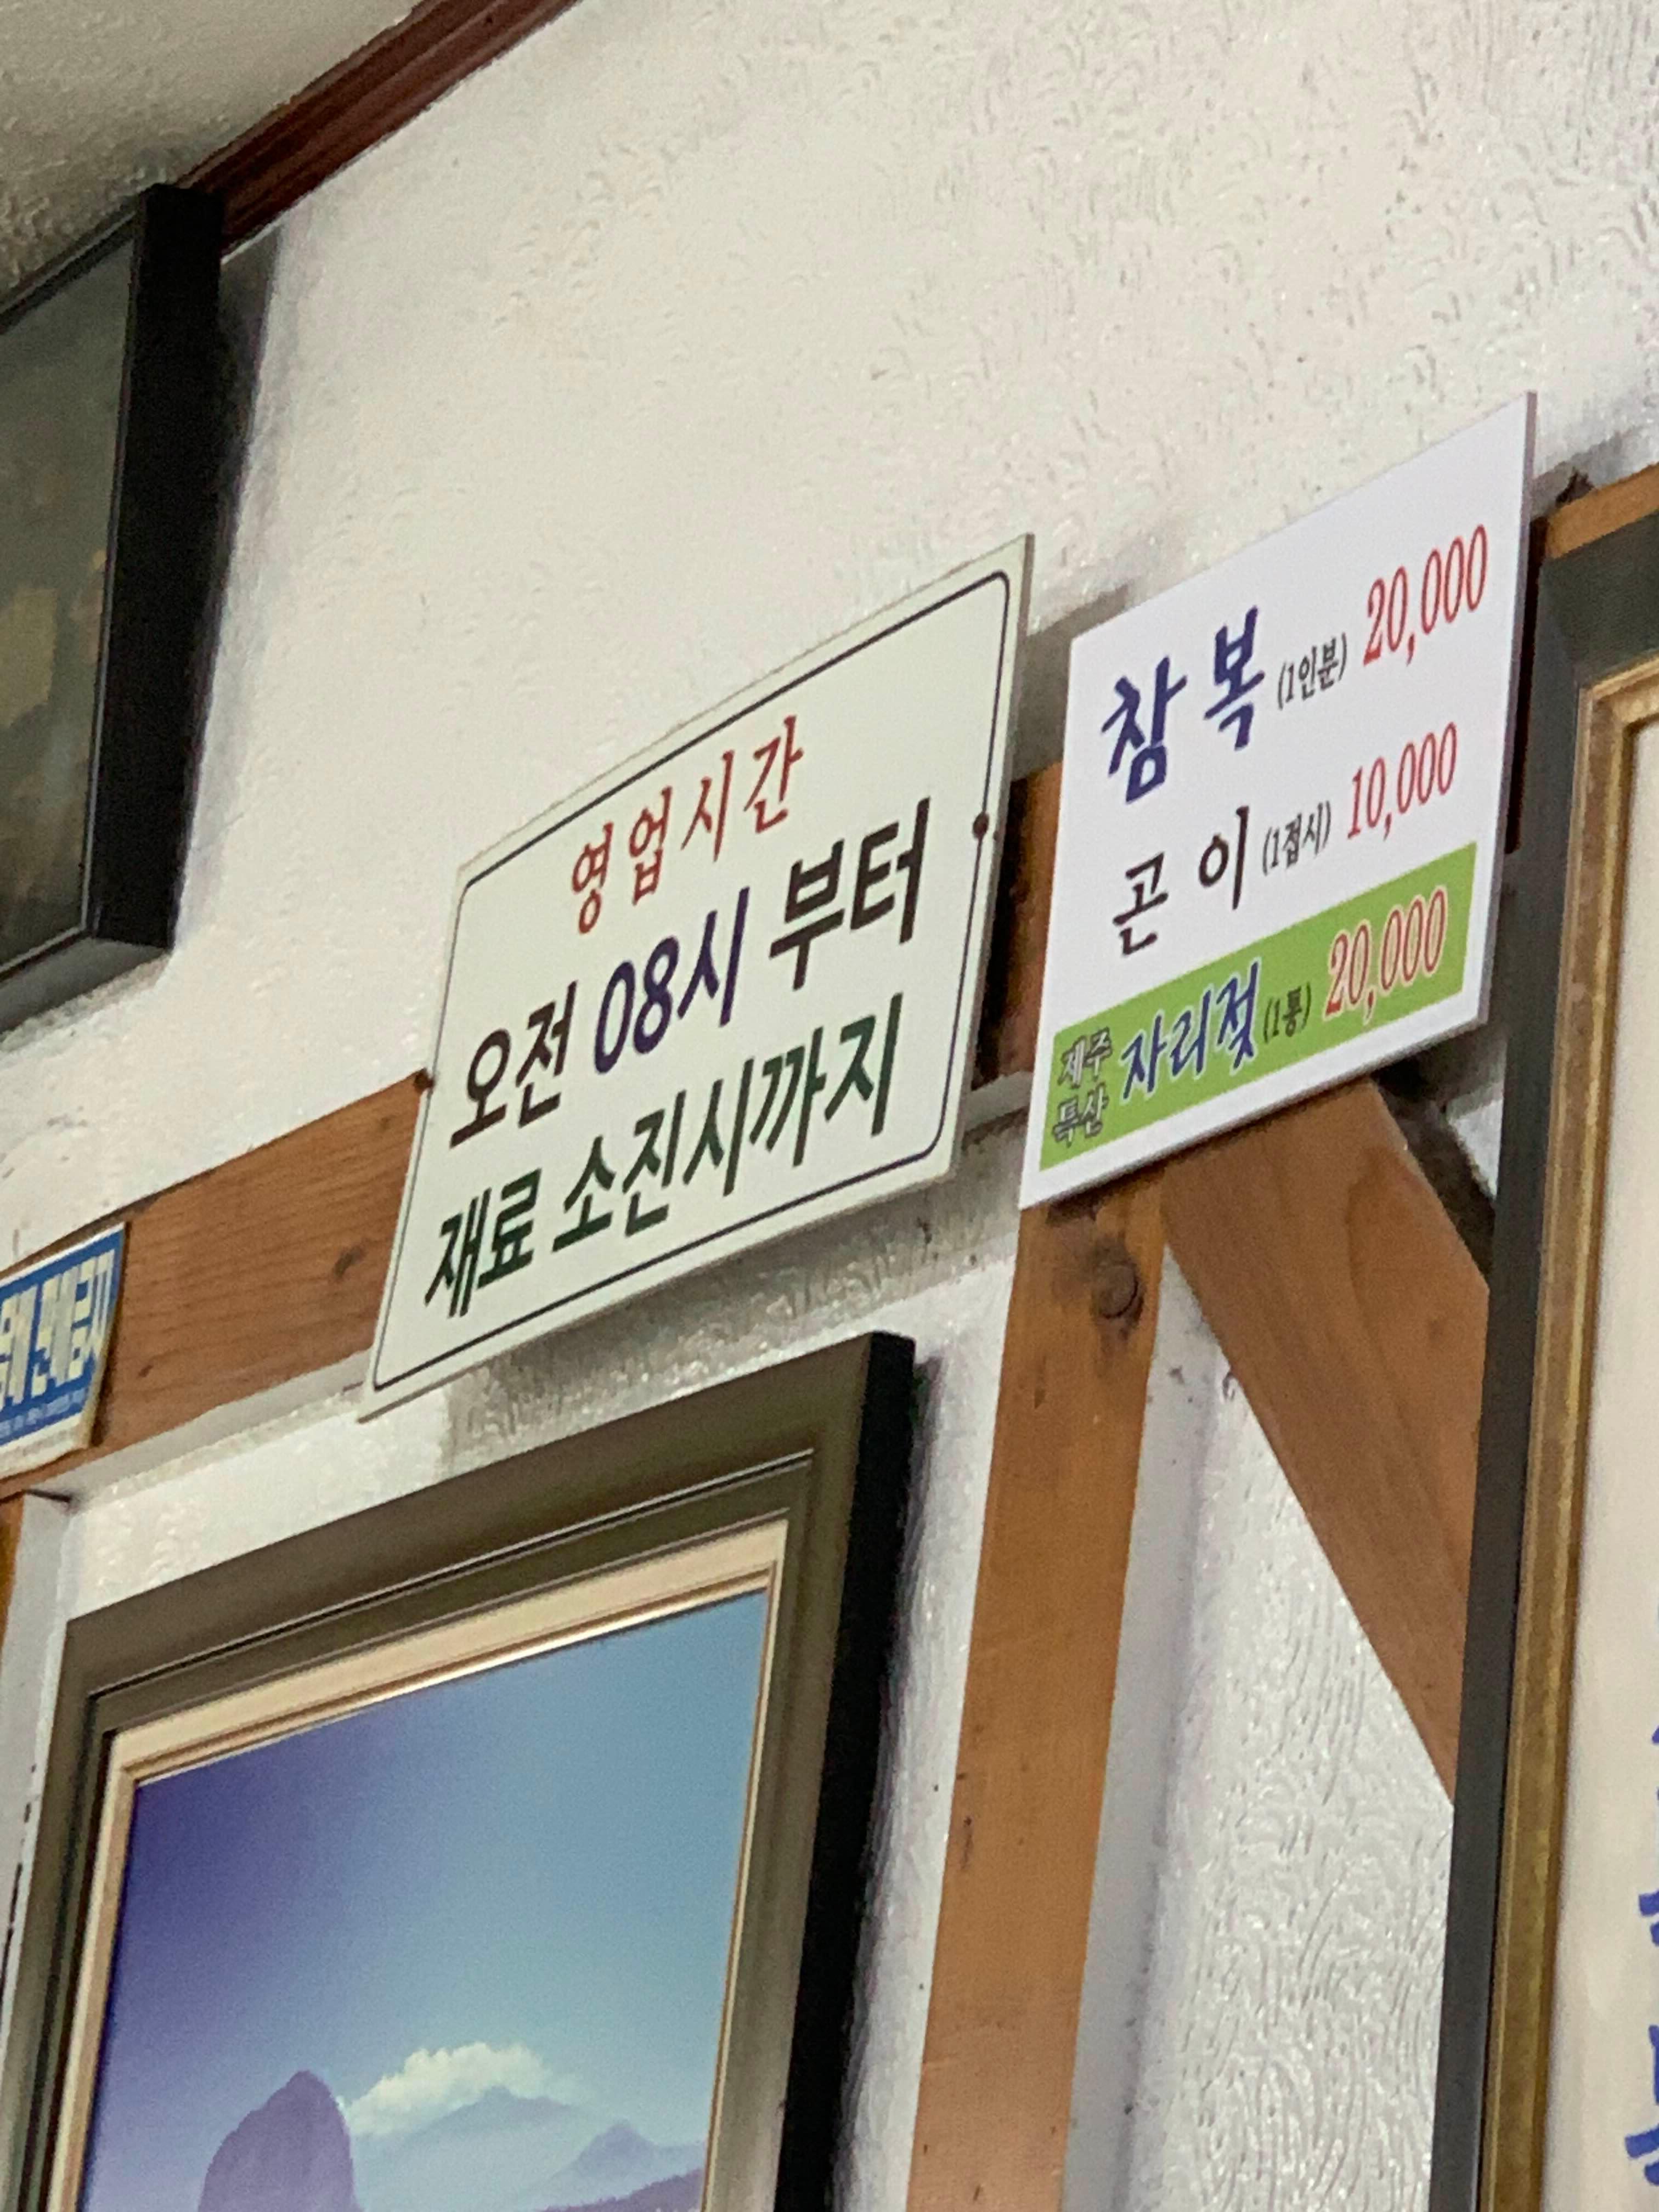 영업시간
오전 08시 부터
재료 소진시까지
참 복 (1인분) 20,000
곤 이 (1접시) 10,000
제주 특산 자리젖 (1통) 20,000